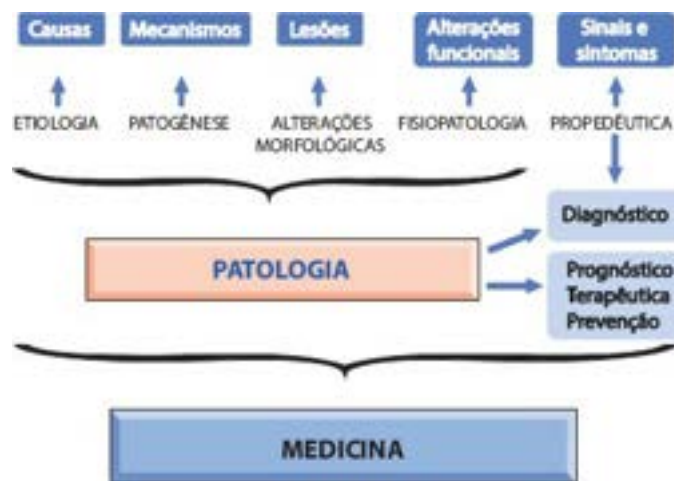 Causas
Mecanismos
Lesões
Alterações
funcionais
Sinais e
sintomas
ETIOLOGIA
PATOGÊNESE
ALTERAÇÕES
MORFOLÓGICAS
FISIOPATOLOGIA
PROPEDÊUTICA
Diagnóstico
PATOLOGIA
Prognóstico
Terapêutica
Prevenção
MEDICINA